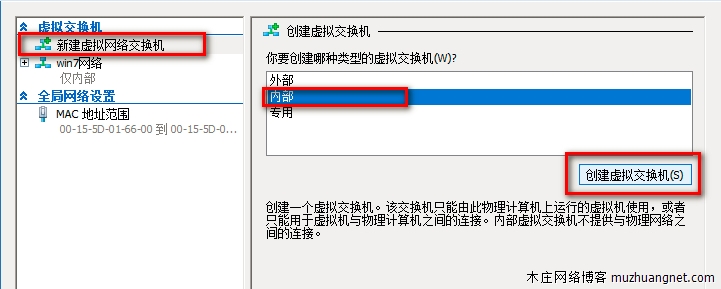 虚拟交换机
新建虚拟网络交换机
win7网络
仅内部
全局网络设置
MAC 地址范围
00-15-5D-01-66-00 到 00-15-5D-0...
创建虚拟交换机
你要创建哪种类型的虚拟交换机(W)?
外部
内部
专用
创建虚拟交换机(S)
创建一个虚拟交换机。该交换机只能由此物理计算机上运行的虚拟机使用，或者
只能用于虚拟机与物理计算机之间的连接。内部虚拟交换机不提供与物理网络之
间的连接。
木庄网络博客 muzhuangnet.com